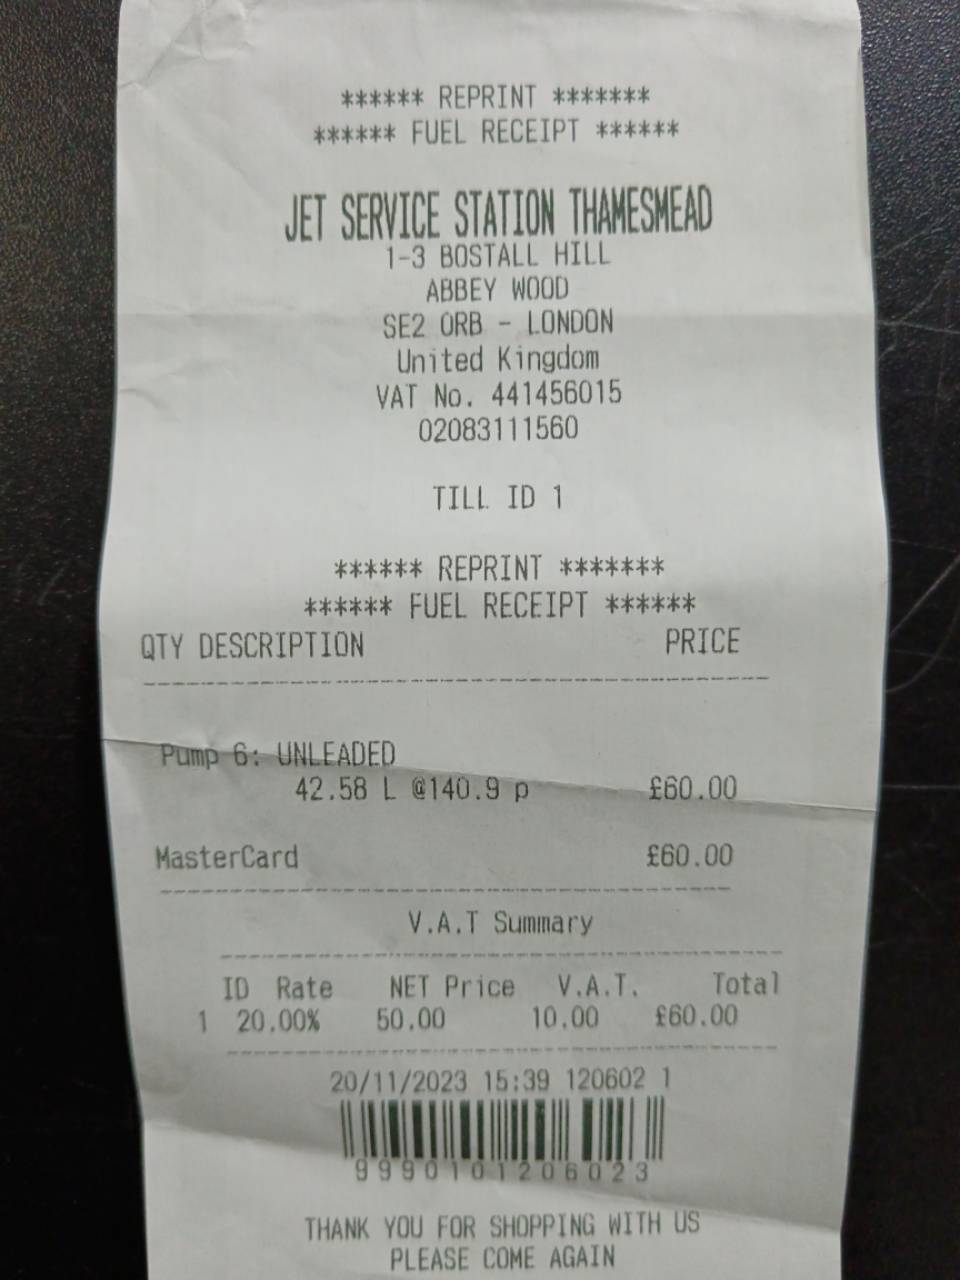 ****** REPRINT *******
****** FUEL RECEIPT ******
JET SERVICE STATION THAMESMEAD
1-3 BOSTALL HILL
ABBEY WOOD
SE2 0RB - LONDON
United Kingdom
VAT No. 441456015
02083111560
TILL ID 1
****** REPRINT *******
****** FUEL RECEIPT ******
QTY DESCRIPTION PRICE
Pump 6: UNLEADED
42.58 L @140.9 p £60.00
MasterCard £60.00
V.A.T Summary
ID Rate NET Price V.A.T. Total
1 20.00% 50.00 10.00 £60.00
20/11/2023 15:39 120602 1
9990101206023
THANK YOU FOR SHOPPING WITH US
PLEASE COME AGAIN